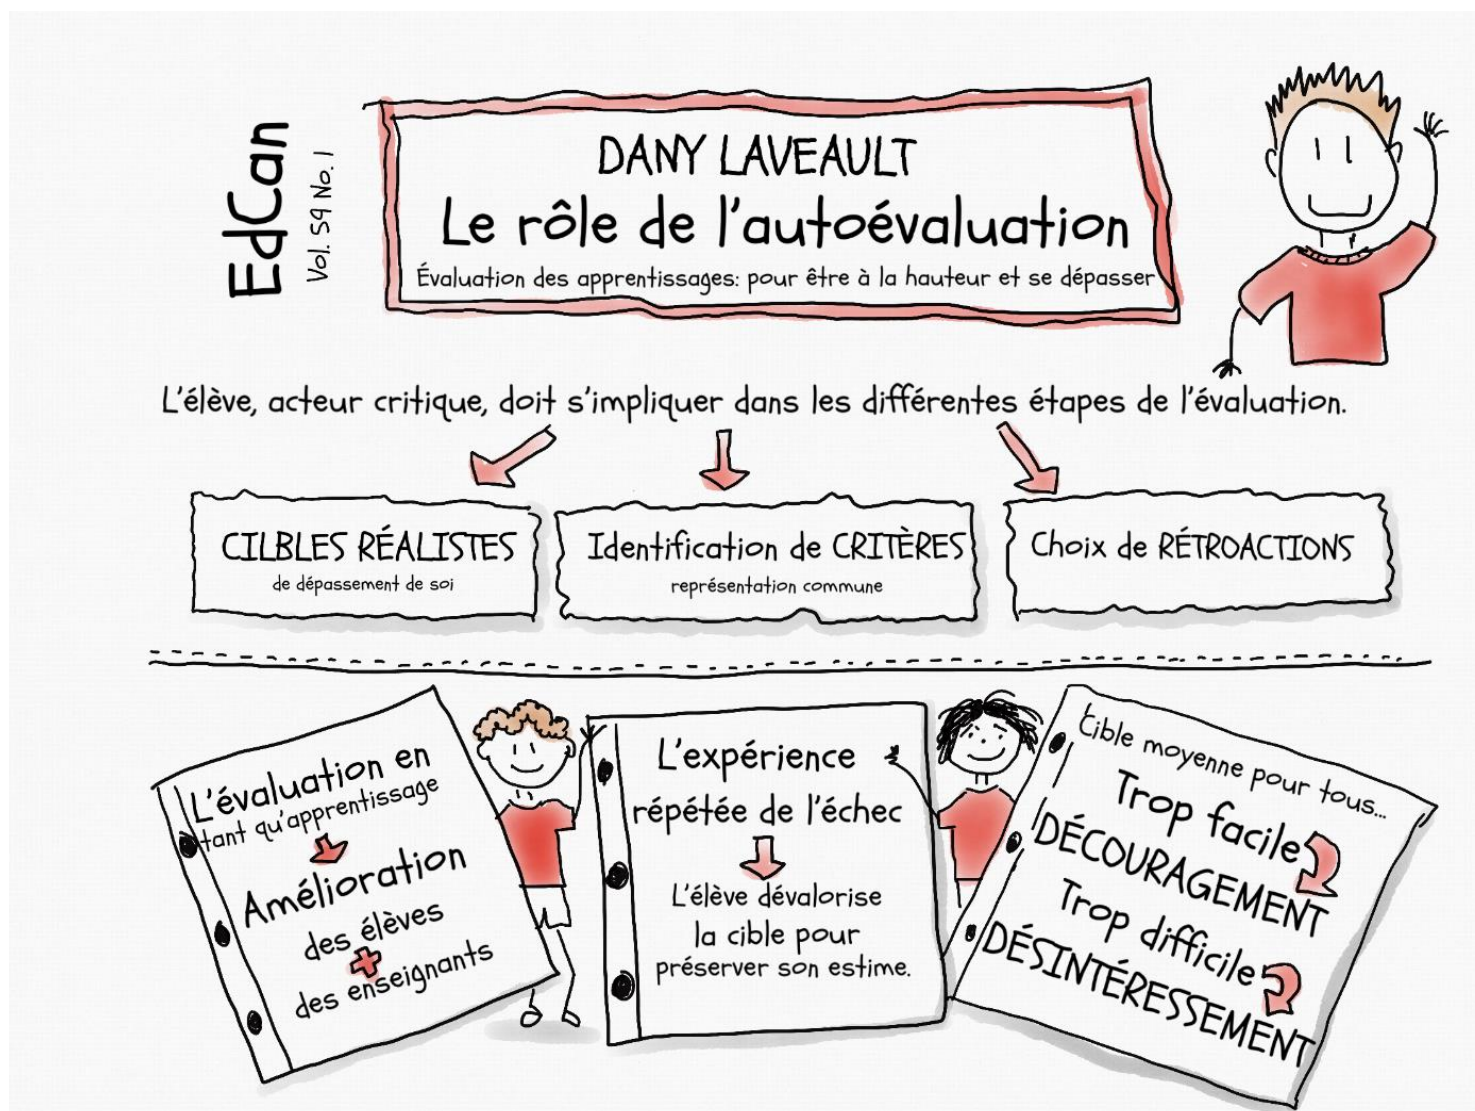 EdCan
Vol. 59 No. 1
DANY LAVEAULT
Le rôle de l'autoévaluation
Évaluation des apprentissages: pour être à la hauteur et se dépasser
L'élève, acteur critique, doit s'impliquer dans les différentes étapes de l'évaluation.
CILBLES RÉALISTES
de dépassement de soi
Identification de CRITÈRES
représentation commune
Choix de RÉTROACTIONS
L'évaluation en
tant qu'apprentissage
Amélioration
des élèves
+
des enseignants
L'expérience
répétée de l'échec
L'élève dévalorise
la cible pour
préserver son estime.
Cible moyenne pour tous...
Trop facile
DÉCOURAGEMENT
Trop difficile
DÉSINTÉRESSEMENT